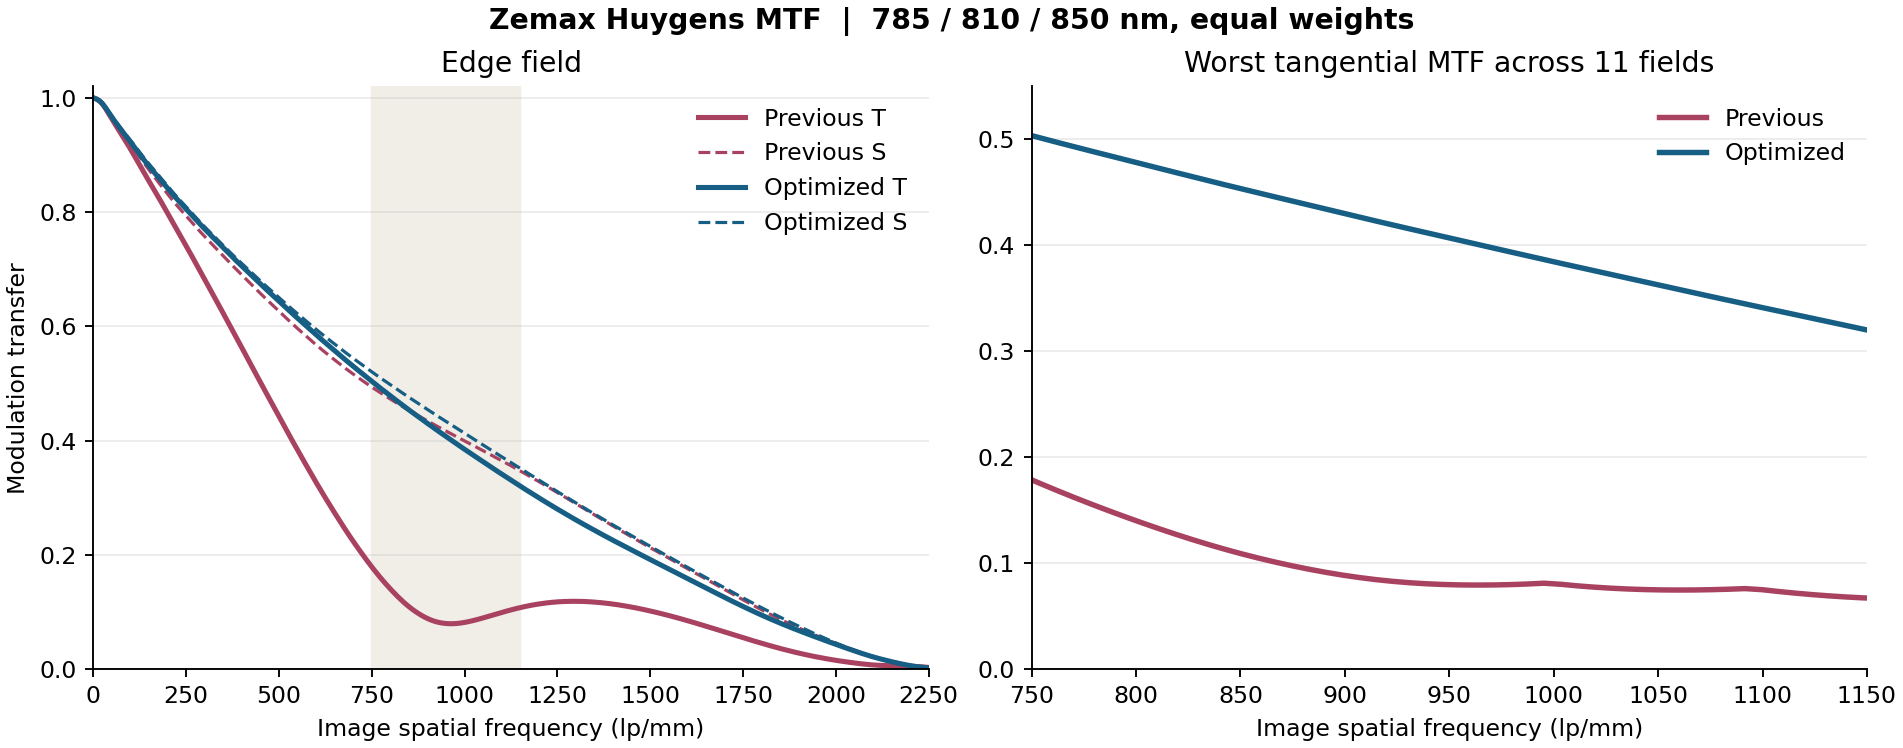 Zemax Huygens MTF | 785 / 810 / 850 nm, equal weights
Edge field
Modulation transfer
1.0
0.8
0.6
0.4
0.2
0.0
Previous T
Previous S
Optimized T
Optimized S
0 250 500 750 1000 1250 1500 1750 2000 2250
Image spatial frequency (lp/mm)
Worst tangential MTF across 11 fields
0.5
0.4
0.3
0.2
0.1
0.0
Previous
Optimized
750 800 850 900 950 1000 1050 1100 1150
Image spatial frequency (lp/mm)